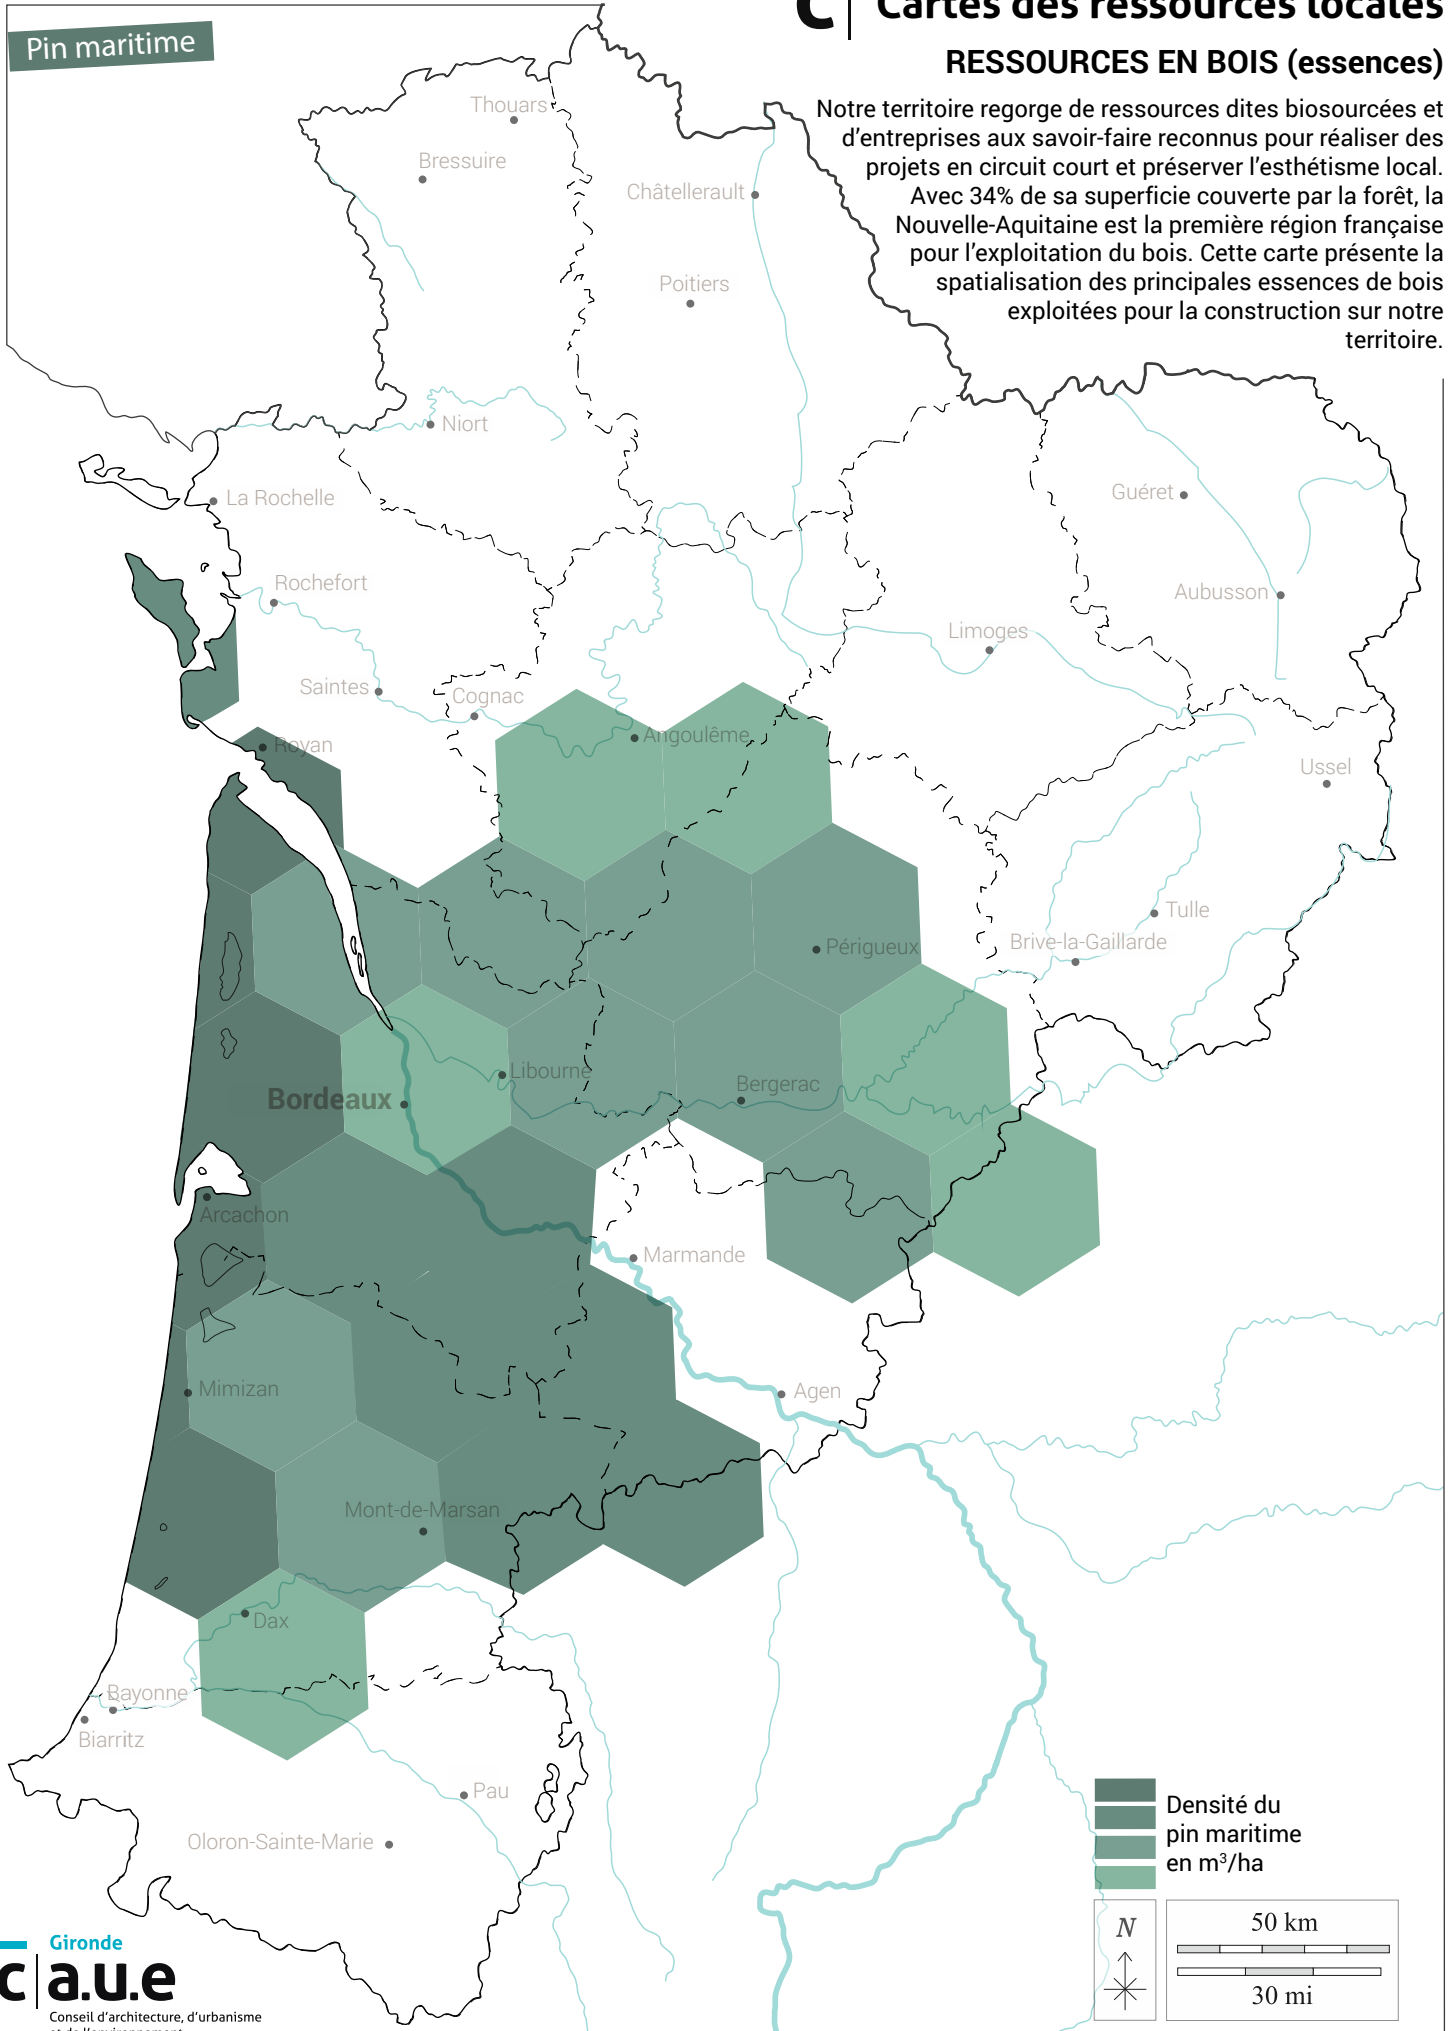 c| Cartes des ressources locales
Pin maritime
RESSOURCES EN BOIS (essences)
Notre territoire regorge de ressources dites biosourcées et
d'entreprises aux savoir-faire reconnus pour réaliser des
projets en circuit court et préserver l'esthétisme local.
Avec 34% de sa superficie couverte par la forêt, la
Nouvelle-Aquitaine est la première région française
pour l'exploitation du bois. Cette carte présente la
spatialisation des principales essences de bois
exploitées pour la construction sur notre
territoire.
Thouars
Bressuire
Châtellerault
Poitiers
Niort
La Rochelle
Guéret
Rochefort
Aubusson
Limoges
Saintes
Cognac
Angoulême
Royan
Ussel
Tulle
Brive-la-Gaillarde
Périgueux
Libourne
Bergerac
Bordeaux
Arcachon
Marmande
Mimizan
Agen
Mont-de-Marsan
Dax
Bayonne
Biarritz
Pau
Oloron-Sainte-Marie
Densité du
pin maritime
en m³/ha
N
50 km
30 mi
Gironde
c|a.u.e
Conseil d'architecture, d'urbanisme
et de l'environnement